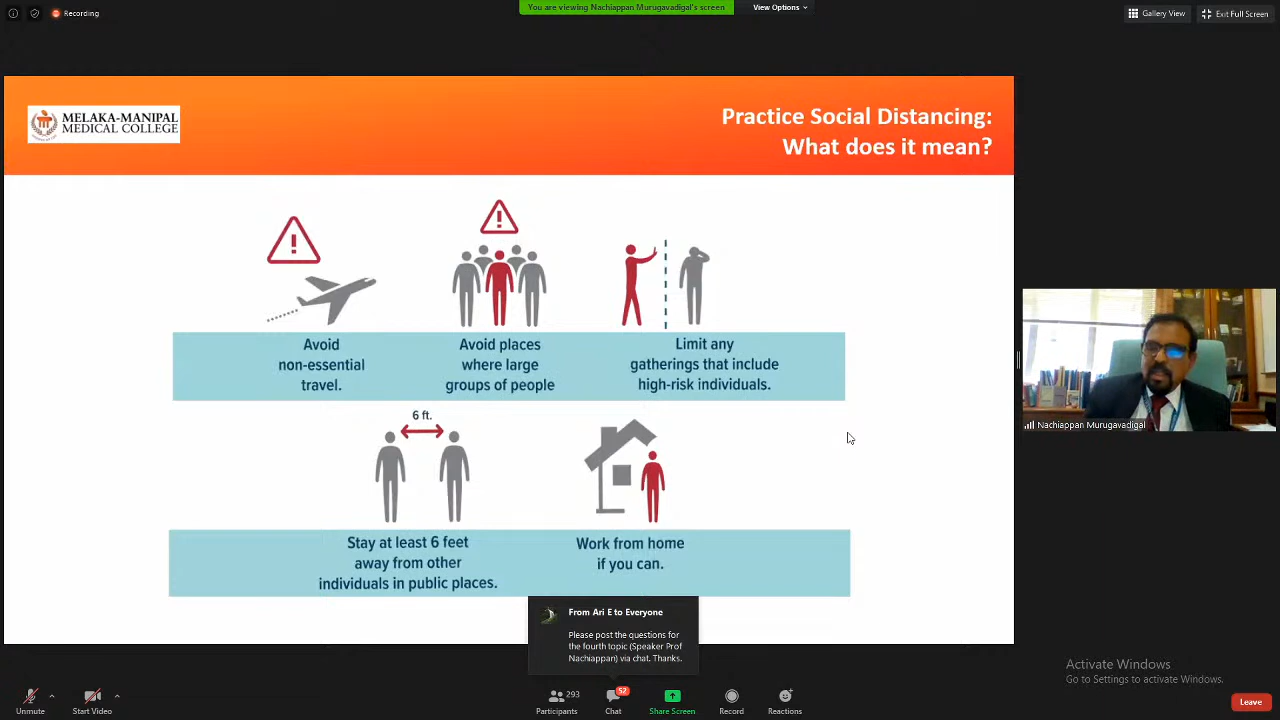 Recording
You are viewing Nachiappan Murugavadigal's screen
View Options
Gallery View
Exit Full Screen
MELAKA-MANIPAL
MEDICAL COLLEGE
Practice Social Distancing:
What does it mean?
Avoid
non-essential
travel.
Avoid places
where large
groups of people
Limit any
gatherings that include
high-risk individuals.
Nachiappan Murugavadigal
6 ft.
Stay at least 6 feet
away from other
individuals in public places.
Work from home
if you can.
From Ari E to Everyone
Please post the questions for
the fourth topic (Speaker Prof
Nachiappan) via chat. Thanks.
Activate Windows
Go to Settings to activate Windows.
Unmute
Start Video
293
Participants
52
Chat
Share Screen
Record
Reactions
Leave